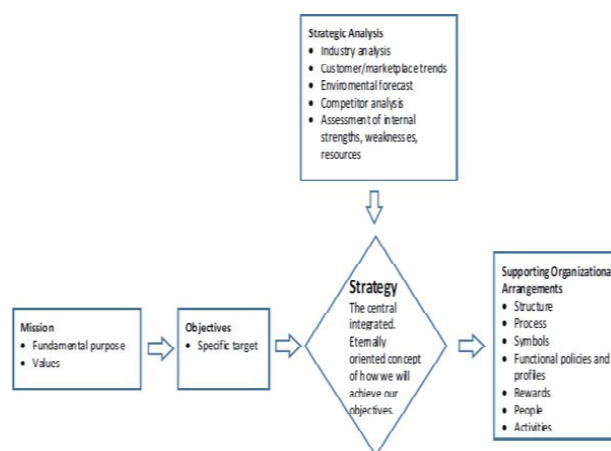 Strategic Analysis
• Industry analysis
• Customer/marketplace trends
• Enviromental forecast
• Competitor analysis
• Assessment of internal
strengths, weaknesses,
resources
Mission
• Fundamental purpose
• Values
Objectives
• Specific target
Strategy
The central
integrated.
Eternally
oriented concept
of how we will
achieve our
objectives.
Supporting Organizational
Arrangements
• Structure
• Process
• Symbols
• Functional policies and
profiles
• Rewards
• People
• Activities